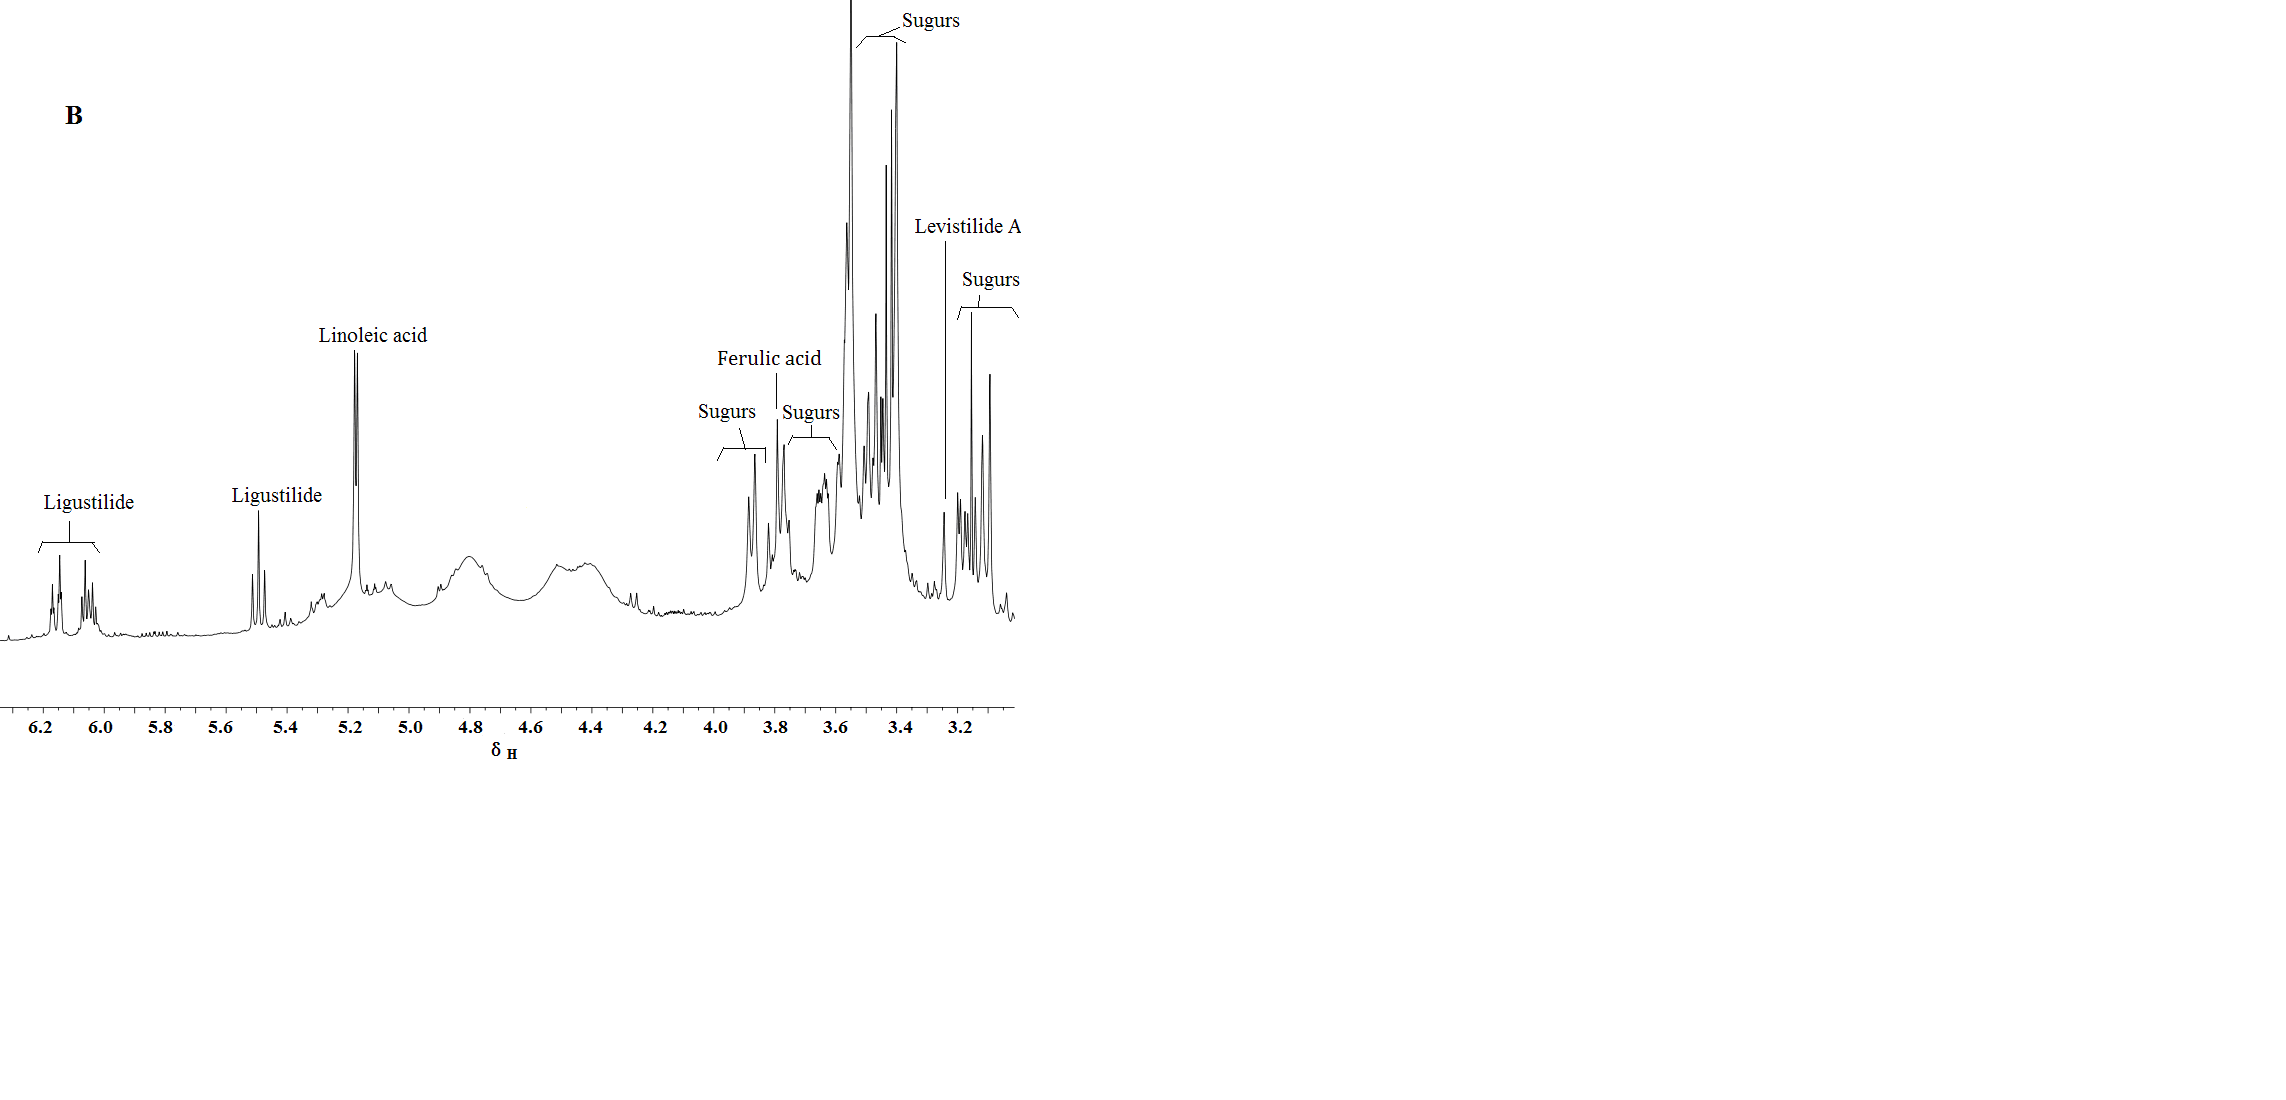 Sugurs
B
Levistilide A
Sugurs
Linoleic acid
Ferulic acid
Sugurs
Sugurs
Ligustilide
Ligustilide
6.2 6.0 5.8 5.6 5.4 5.2 5.0 4.8 4.6 4.4 4.2 4.0 3.8 3.6 3.4 3.2
δ H